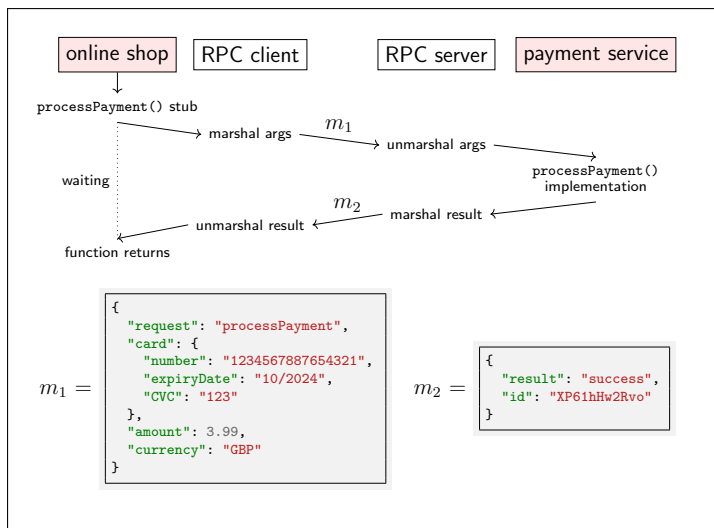 online shop
RPC client
RPC server
payment service
processPayment() stub
marshal args
m1
unmarshal args
waiting
processPayment()
implementation
m2
marshal result
unmarshal result
function returns
m1 =
{
"request": "processPayment",
"card": {
"number": "1234567887654321",
"expiryDate": "10/2024",
"CVC": "123"
},
"amount": 3.99,
"currency": "GBP"
}
m2 =
{
"result": "success",
"id": "XP61hHw2Rvo"
}